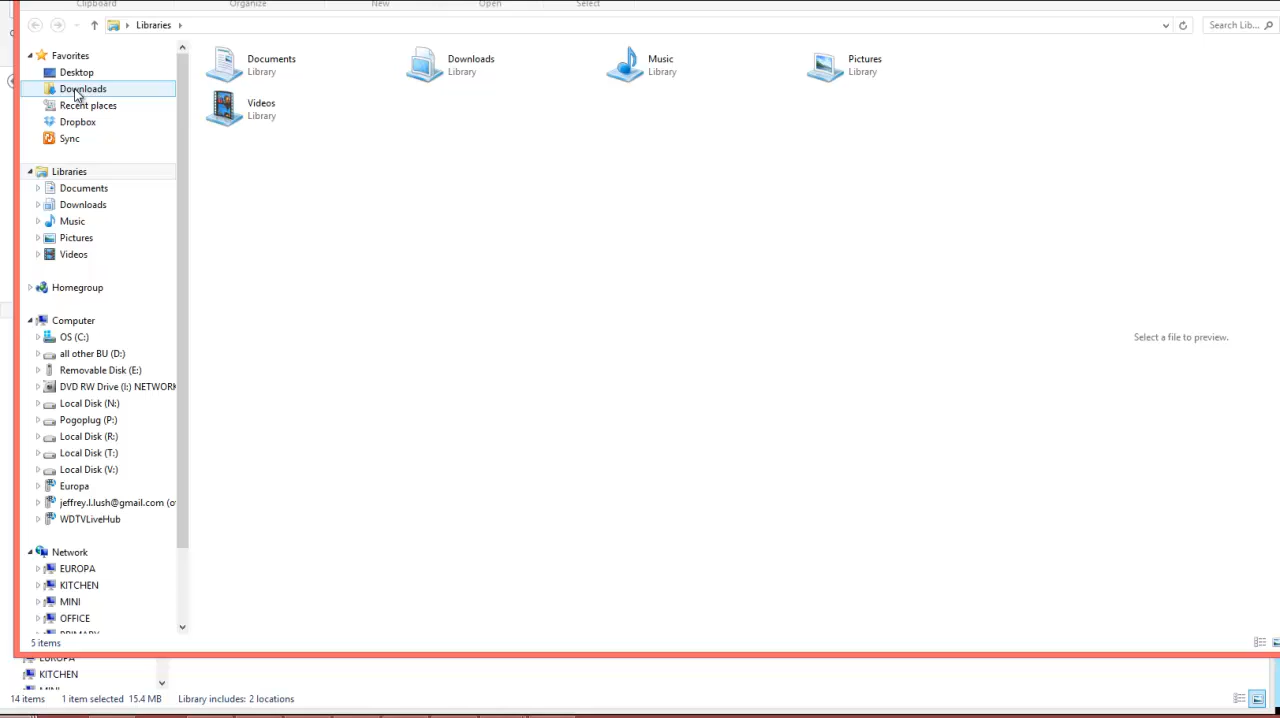 Clipboard
Organize
New
Open
Select
Libraries
Search Lib...
Favorites
Desktop
Downloads
Recent places
Dropbox
Sync
Libraries
Documents
Downloads
Music
Pictures
Videos
Homegroup
Computer
OS (C:)
all other BU (D:)
Removable Disk (E:)
DVD RW Drive (I:) NETWORK
Local Disk (N:)
Pogoplug (P:)
Local Disk (R:)
Local Disk (T:)
Local Disk (V:)
Europa
jeffrey.l.lush@gmail.com (o
WDTVLiveHub
Network
EUROPA
KITCHEN
MINI
OFFICE
PRIMARY
5 items
Documents
Library
Downloads
Library
Music
Library
Pictures
Library
Videos
Library
Select a file to preview.
EUROPA
KITCHEN
MINI
14 items
1 item selected 15.4 MB
Library includes: 2 locations